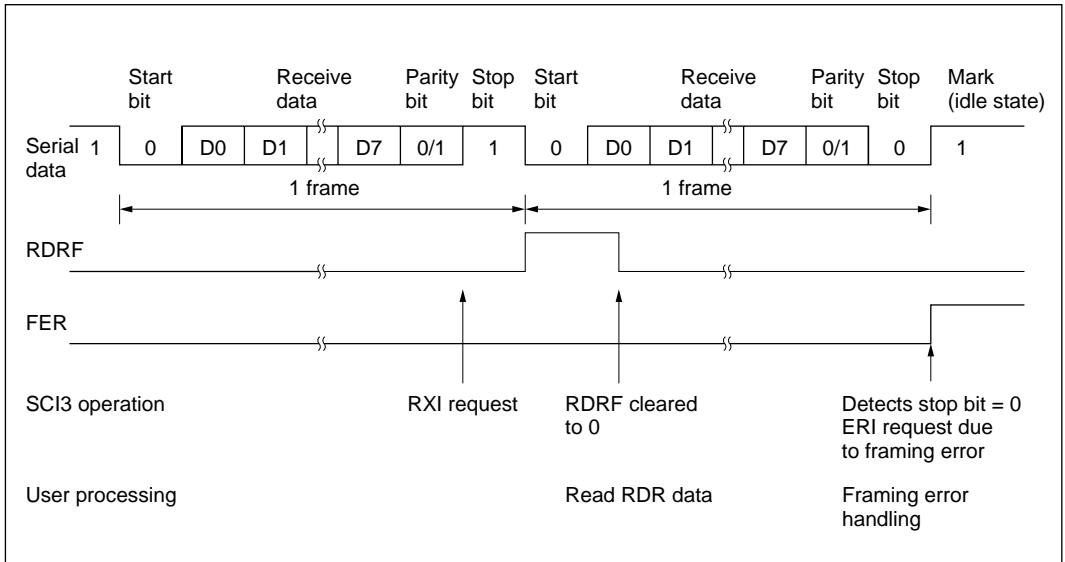 Start bit
Receive data
Parity bit
Stop bit
Start bit
Receive data
Parity bit
Stop bit
Mark (idle state)
Serial data
1 0 D0 D1 D7 0/1 1 0 D0 D1 D7 0/1 0 1
1 frame 1 frame
RDRF
FER
SCI3 operation
RXI request
RDRF cleared to 0
Detects stop bit = 0
ERI request due
to framing error
User processing
Read RDR data
Framing error
handling